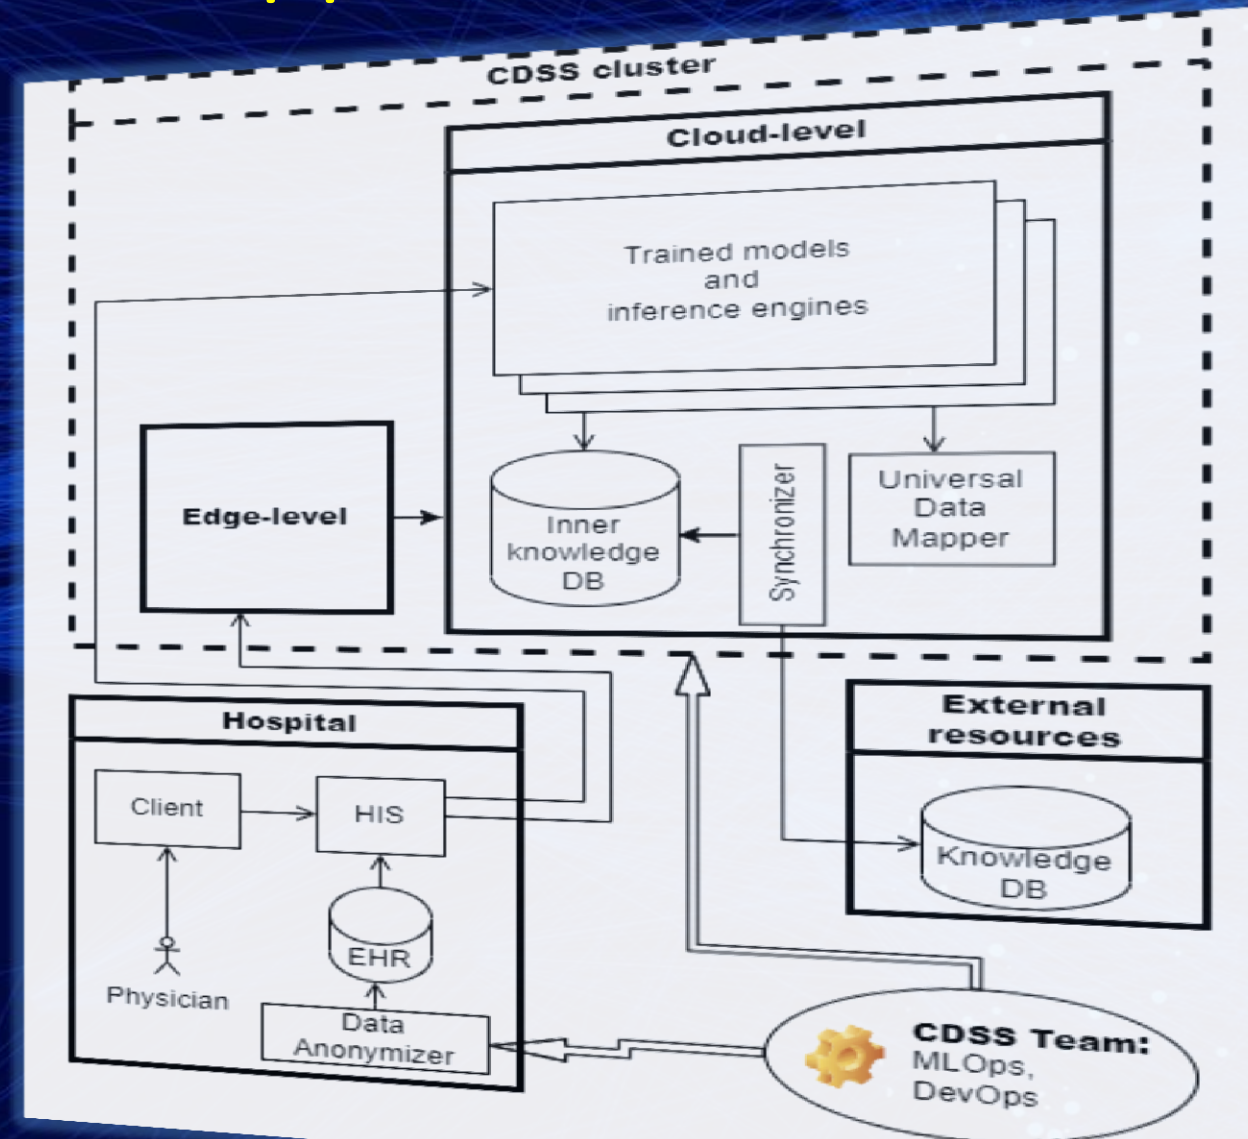 CDSS cluster
Cloud-level
Trained models
and
inference engines
Edge-level
Inner
knowledge
DB
Synchronizer
Universal
Data
Mapper
Hospital
Client
HIS
EHR
Physician
Data
Anonymizer
External
resources
Knowledge
DB
CDSS Team:
MLOps,
DevOps